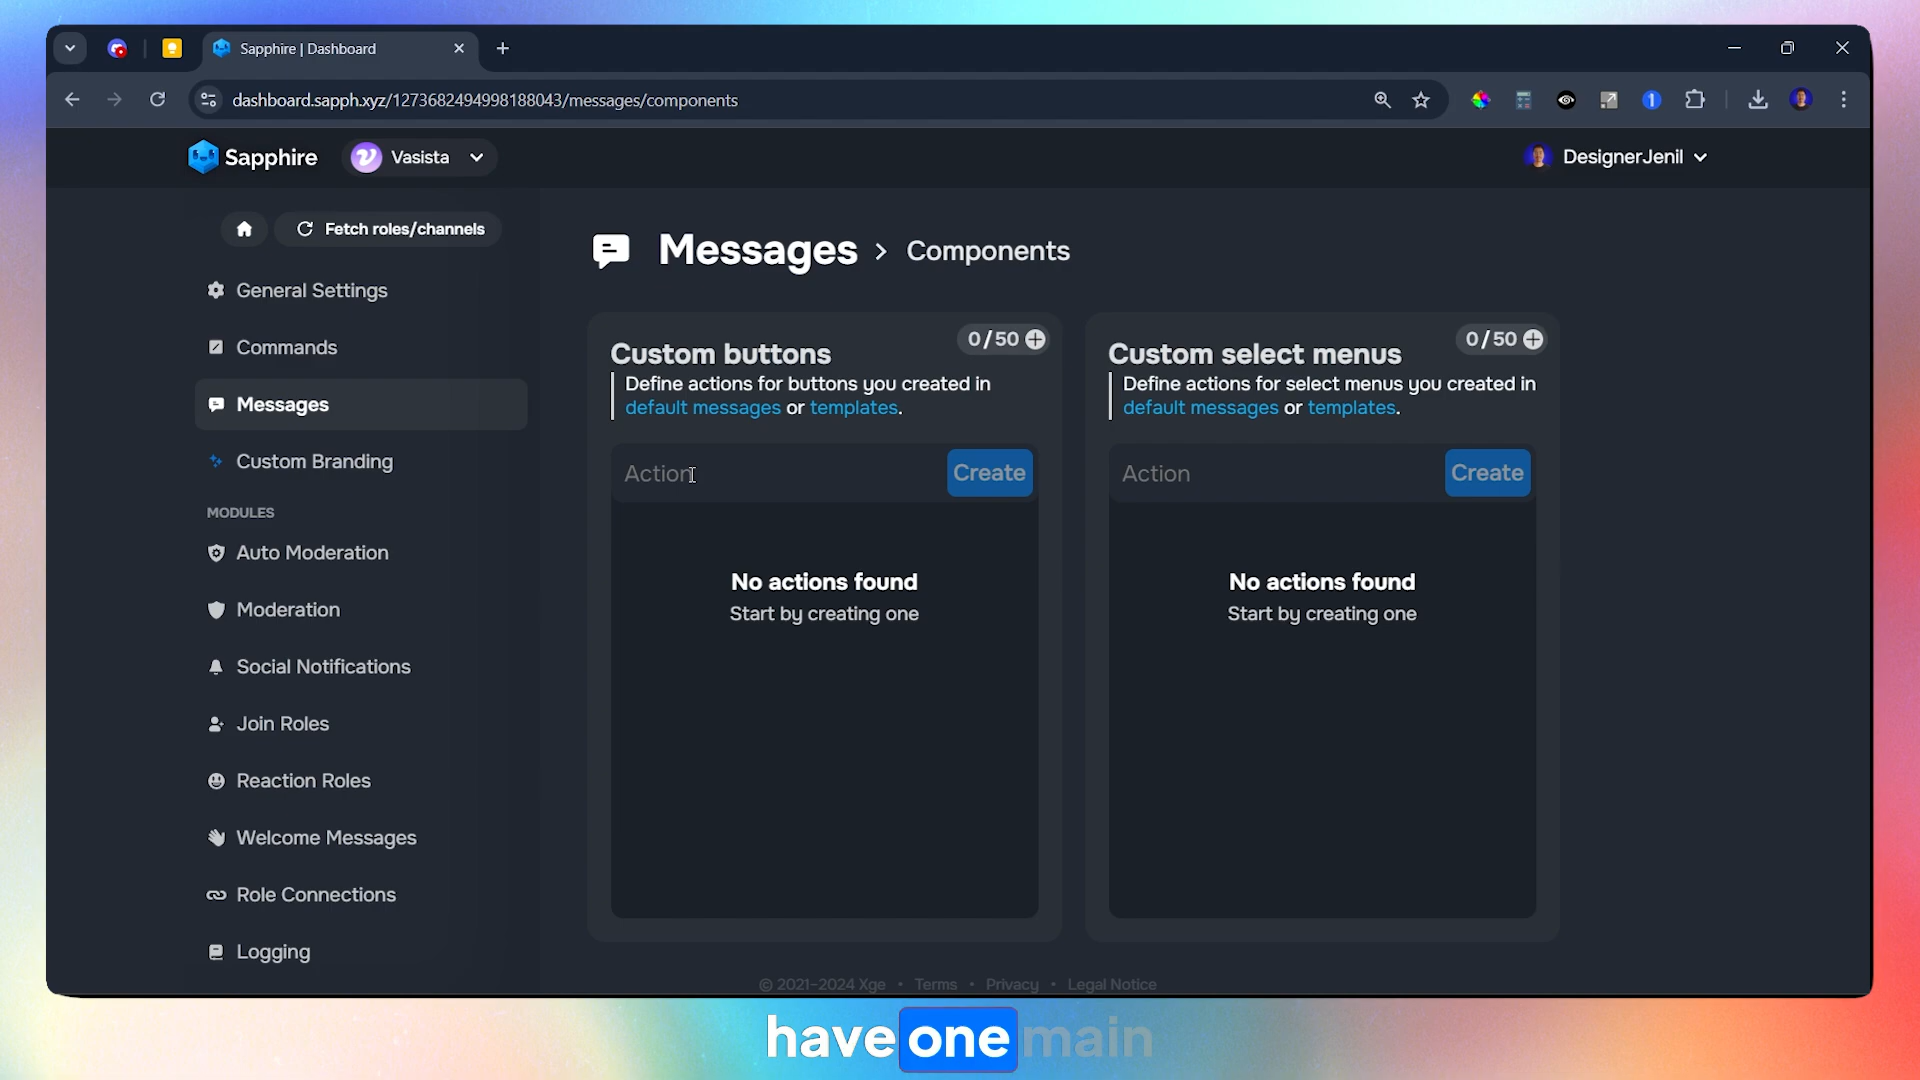 Sapphire | Dashboard
dashboard.sapph.xyz/1273682494998188043/messages/components
Sapphire
Vasista
DesignerJenil
Fetch roles/channels
General Settings
Commands
Messages
Custom Branding
MODULES
Auto Moderation
Moderation
Social Notifications
Join Roles
Reaction Roles
Welcome Messages
Role Connections
Logging
Messages > Components
Custom buttons
0/50
Define actions for buttons you created in
default messages or templates.
Action
Create
No actions found
Start by creating one
Custom select menus
0/50
Define actions for select menus you created in
default messages or templates.
Action
Create
No actions found
Start by creating one
© 2021–2024 Xge • Terms • Privacy • Legal Notice
have one main